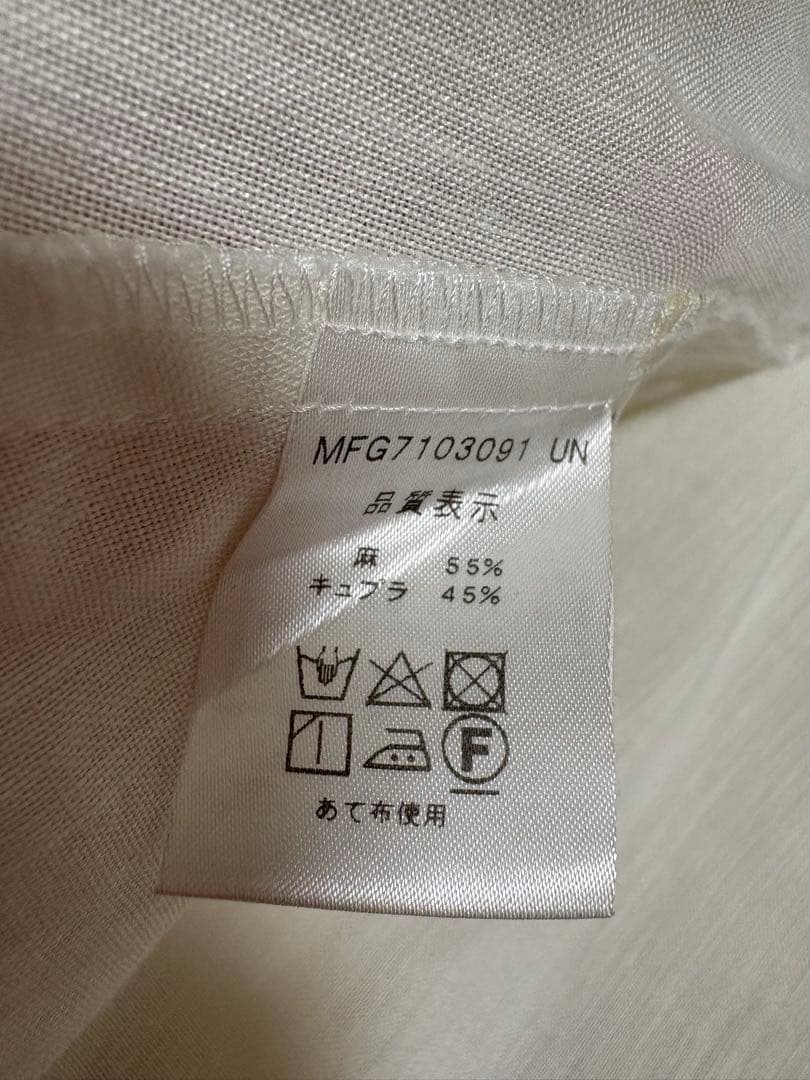 MFG7103091 UN
品質表示
麻 55%
キュプラ 45%
F
あて布使用